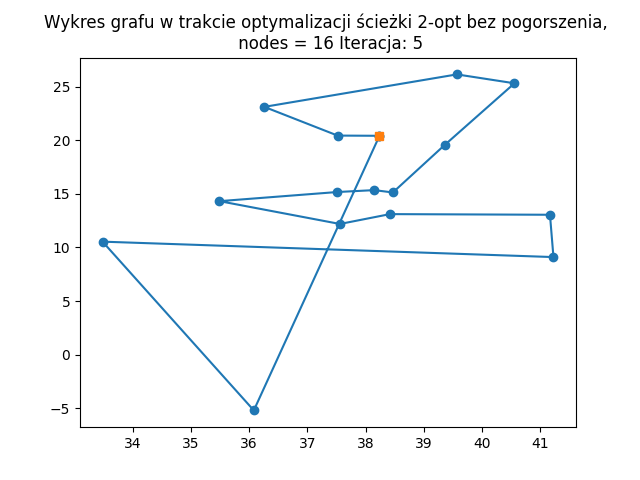 Wykres grafu w trakcie optymalizacji ścieżki 2-opt bez pogorszenia,
nodes = 16 Iteracja: 5
25
20
15
10
5
0
−5
34 35 36 37 38 39 40 41